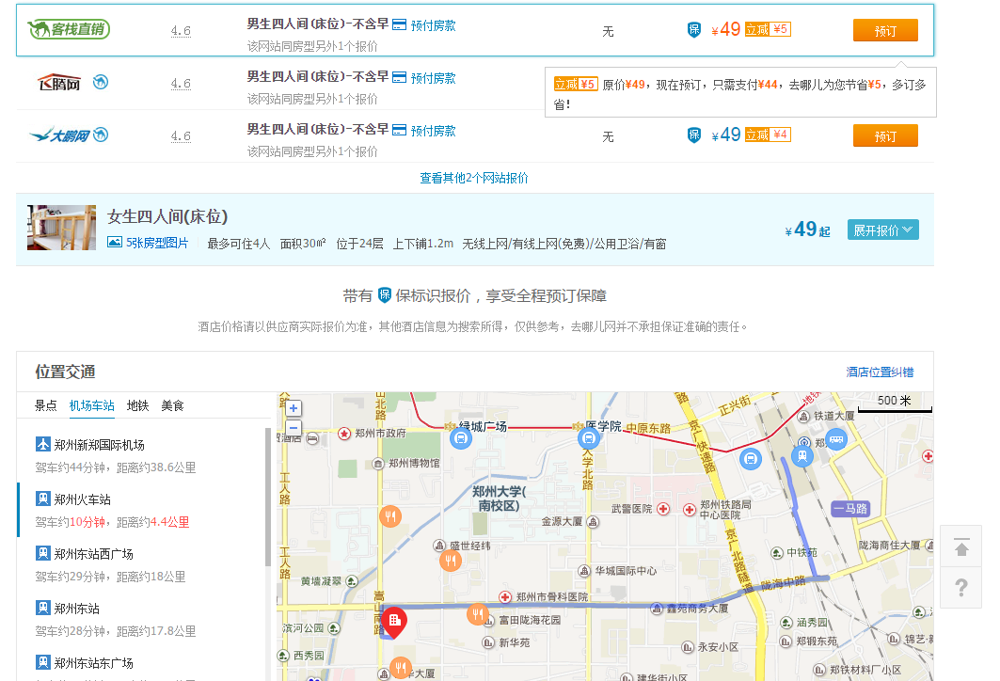 客栈直销 4.6 男生四人间(床位)-不含早 预付房款 无 保 ¥49 立减 ¥5 预订
该网站同房型另外1个报价
飞腾网 4.6 男生四人间(床位)-不含早 预付房款
该网站同房型另外1个报价
立减 ¥5 原价¥49，现在预订，只需支付¥44，去哪儿为您节省¥5，多订多
省！
大鹏网 4.6 男生四人间(床位)-不含早 预付房款 无 保 ¥49 立减 ¥4 预订
该网站同房型另外1个报价
查看其他2个网站报价
女生四人间(床位)
¥49起 展开报价
5张房型图片 最多可住4人 面积30㎡ 位于24层 上下铺1.2m 无线上网/有线上网(免费)/公用卫浴/有窗
带有 保 保标识报价，享受全程预订保障
酒店价格请以供应商实际报价为准，其他酒店信息为搜索所得，仅供参考，去哪儿网并不承担保证准确的责任。
位置交通
酒店位置纠错
景点 机场车站 地铁 美食
郑州新郑国际机场
驾车约44分钟，距离约38.6公里
郑州火车站
驾车约10分钟，距离约4.4公里
郑州东站西广场
驾车约29分钟，距离约18公里
郑州东站
驾车约28分钟，距离约17.8公里
郑州东站东广场
+
−
500 米
山北路
路
正兴街
地铁
铁道大厦
绿城广场
医学院
中原东路
郑州市政府
京广快速路
郑州博物馆
大学北路
工人路
郑州大学(
南校区)
武警医院
郑州铁路局
中心医院
一马路
金源大厦
盛世经纬
京广北路隧道
中铁苑
陇海商住大厦
工人路
黄墙凝翠
华城国际中心
陇海中路
嵩山南路
郑州市骨科医院
鑫苑商务大厦
滨河公园
富田陇海花园
涵秀园
新华苑
永安小区
郑锻东苑
锦艺·新
西秀园
华大厦
建华街小区
郑铁材料厂小区
?